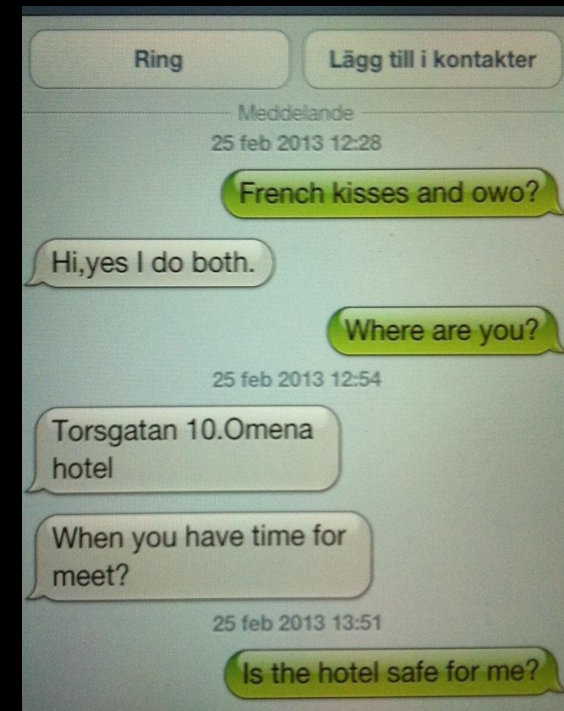 Ring
Lägg till i kontakter
Meddelande
25 feb 2013 12:28
French kisses and owo?
Hi,yes I do both.
Where are you?
25 feb 2013 12:54
Torsgatan 10.Omena
hotel
When you have time for
meet?
25 feb 2013 13:51
Is the hotel safe for me?